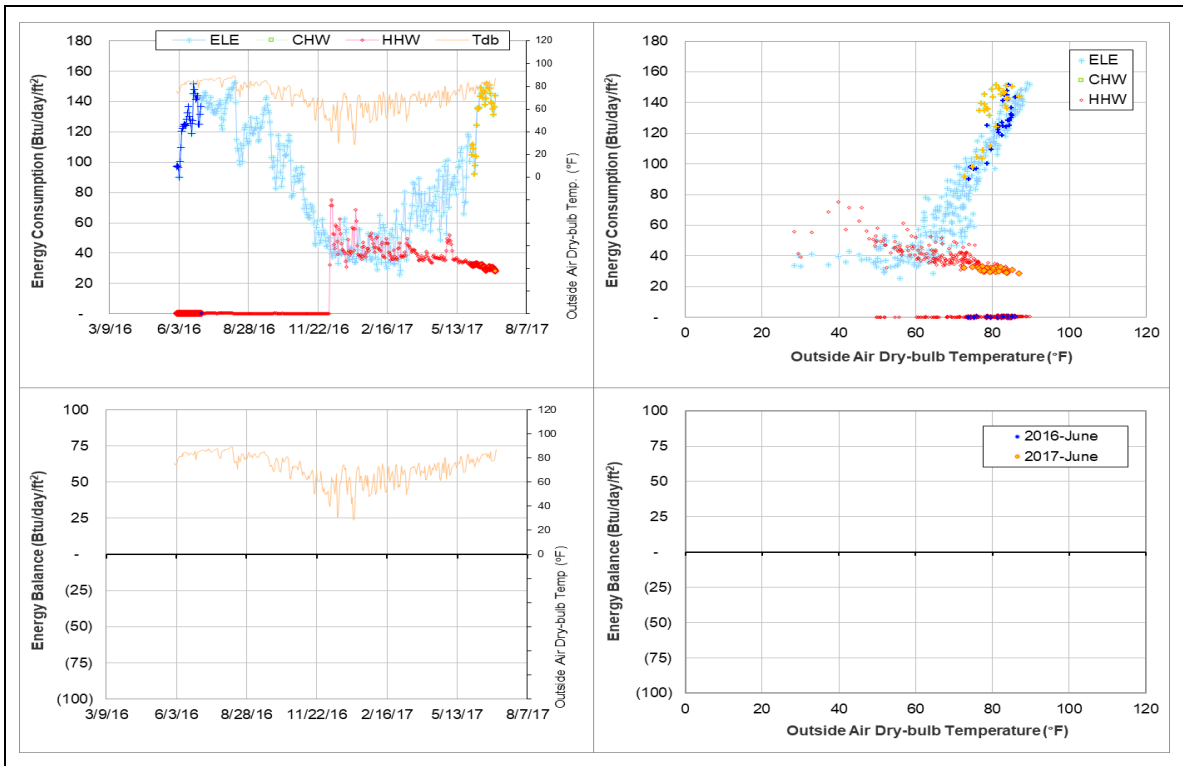 ELE CHW HHW Tdb
Energy Consumption (Btu/day/ft²)
180
160
140
120
100
80
60
40
20
-
120
100
80
60
40
20
0
Outside Air Dry-bulb Temp. (°F)
3/9/16 6/3/16 8/28/16 11/22/16 2/16/17 5/13/17 8/7/17
Energy Consumption (Btu/day/ft²)
180
160
140
120
100
80
60
40
20
-
ELE
CHW
HHW
0 20 40 60 80 100 120
Outside Air Dry-bulb Temperature (°F)
Energy Balance (Btu/day/ft²)
100
75
50
25
-
(25)
(50)
(75)
(100)
120
100
80
60
40
20
0
Outside Air Dry-bulb Temp (°F)
3/9/16 6/3/16 8/28/16 11/22/16 2/16/17 5/13/17 8/7/17
Energy Balance (Btu/day/ft²)
100
75
50
25
-
(25)
(50)
(75)
(100)
2016-June
2017-June
0 20 40 60 80 100 120
Outside Air Dry-bulb Temperature (°F)